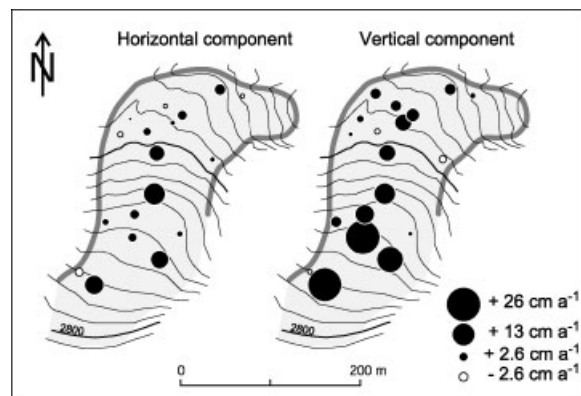 N
Horizontal component
Vertical component
2800
2800
+ 26 cm a⁻¹
+ 13 cm a⁻¹
+ 2.6 cm a⁻¹
- 2.6 cm a⁻¹
0 200 m